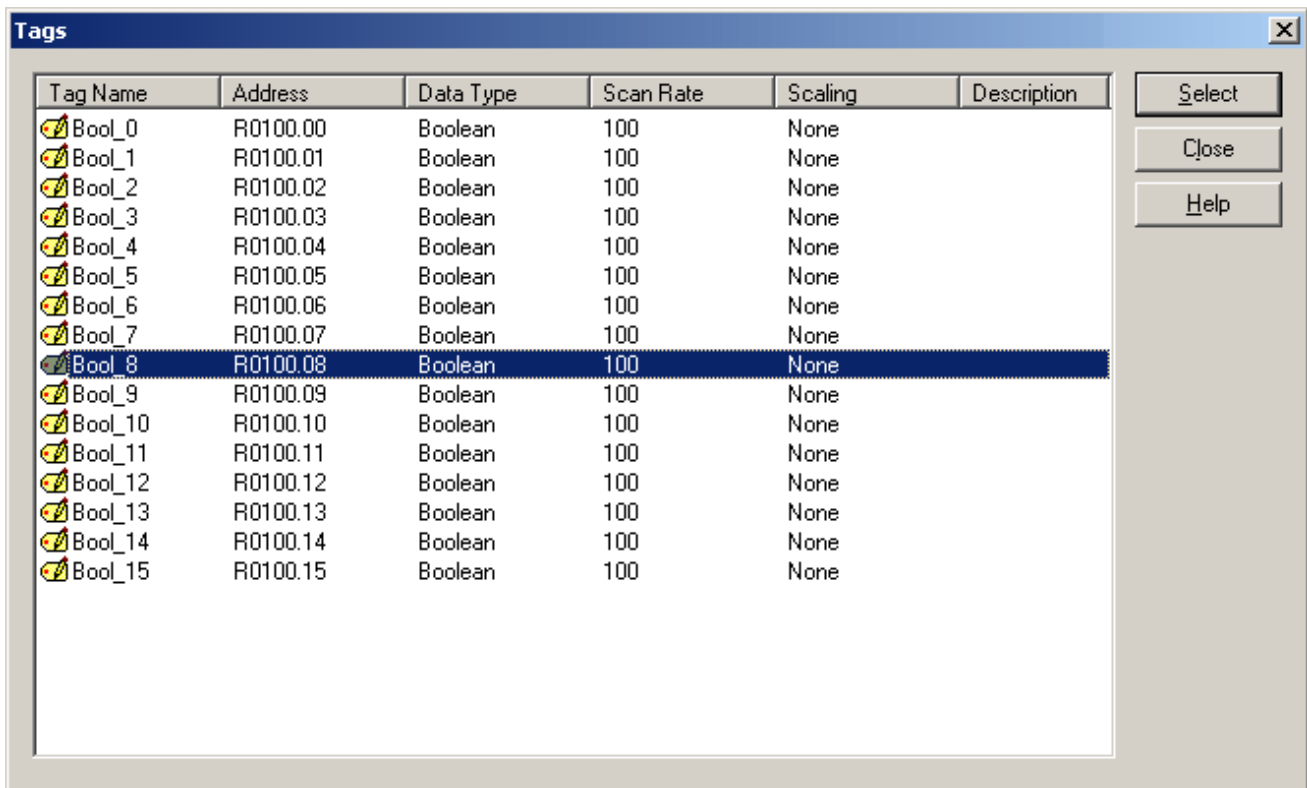 Tags
Tag Name Address Data Type Scan Rate Scaling Description
Bool_0 R0100.00 Boolean 100 None
Bool_1 R0100.01 Boolean 100 None
Bool_2 R0100.02 Boolean 100 None
Bool_3 R0100.03 Boolean 100 None
Bool_4 R0100.04 Boolean 100 None
Bool_5 R0100.05 Boolean 100 None
Bool_6 R0100.06 Boolean 100 None
Bool_7 R0100.07 Boolean 100 None
Bool_8 R0100.08 Boolean 100 None
Bool_9 R0100.09 Boolean 100 None
Bool_10 R0100.10 Boolean 100 None
Bool_11 R0100.11 Boolean 100 None
Bool_12 R0100.12 Boolean 100 None
Bool_13 R0100.13 Boolean 100 None
Bool_14 R0100.14 Boolean 100 None
Bool_15 R0100.15 Boolean 100 None
Select
Close
Help